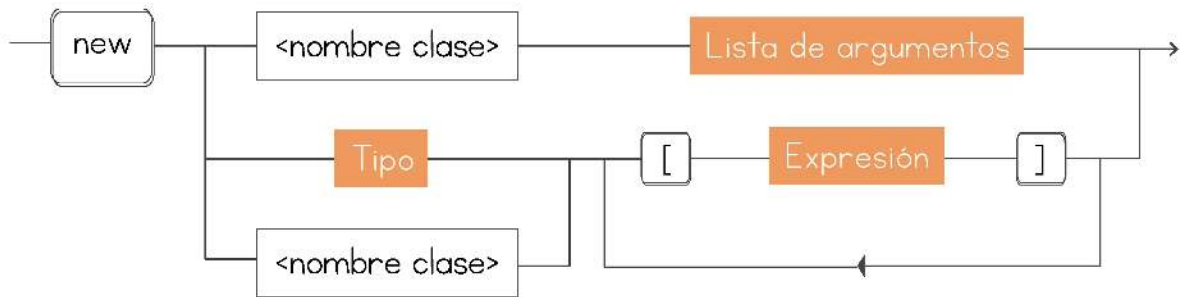 new <nombre clase> Lista de argumentos
Tipo [ Expresión ]
<nombre clase>